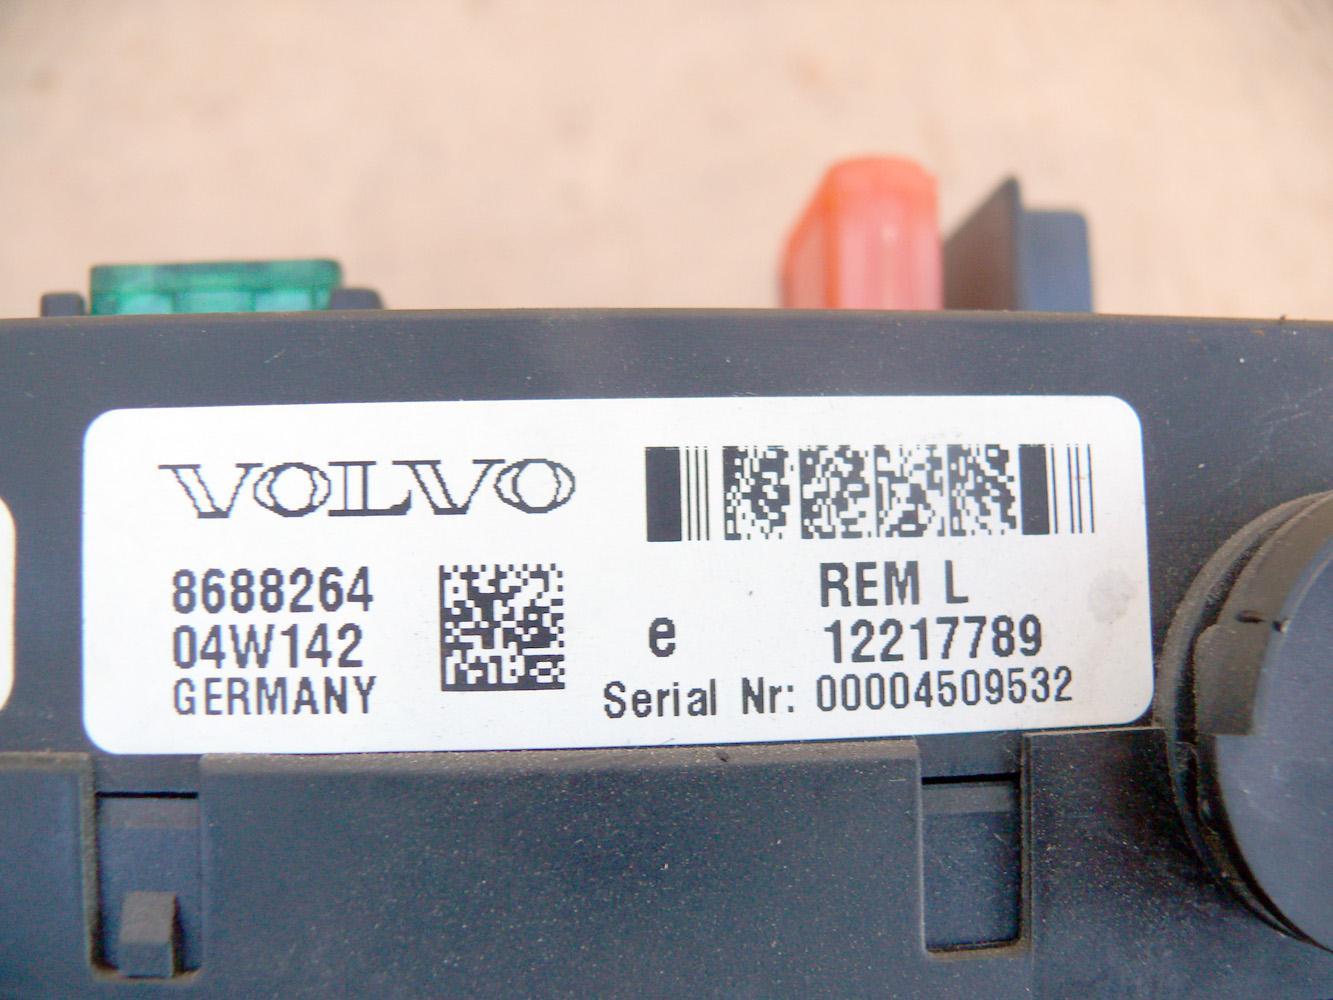 VOLVO
8688264
04W142
GERMANY
REM L
e 12217789
Serial Nr: 00004509532